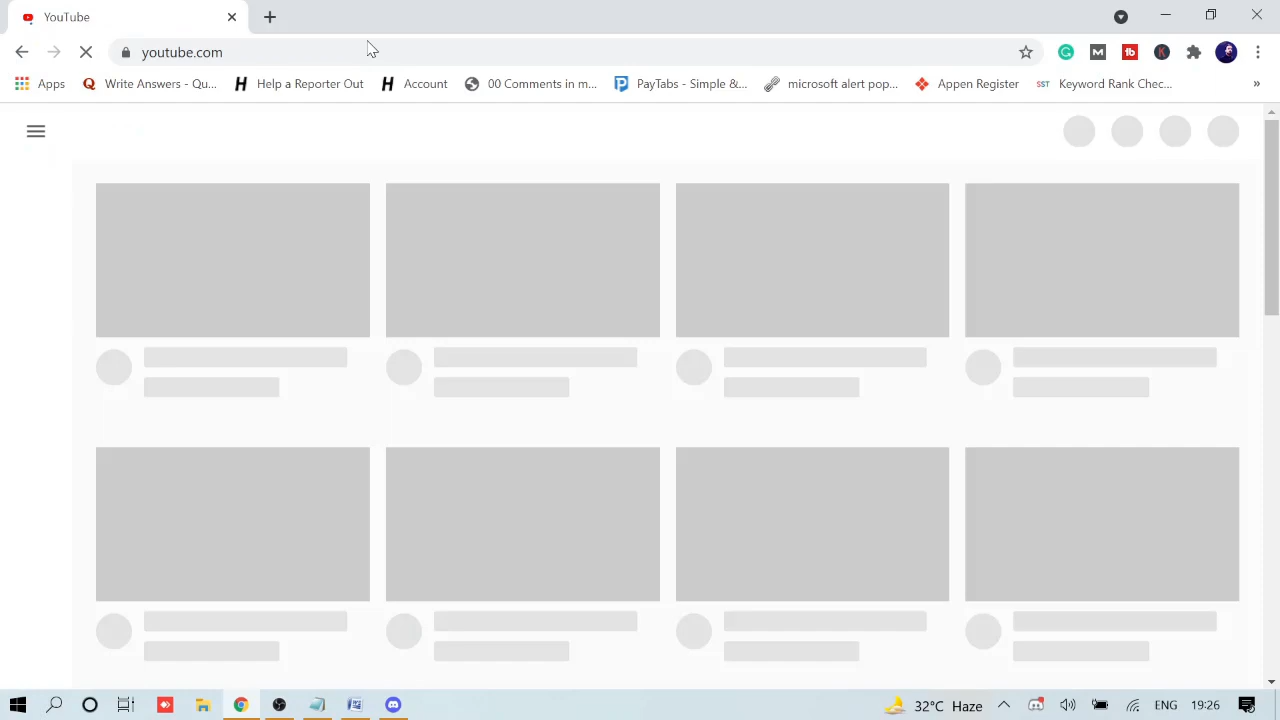 YouTube
youtube.com
Apps
Write Answers - Qu...
H
Help a Reporter Out
H
Account
00 Comments in m...
PayTabs - Simple &...
microsoft alert pop...
Appen Register
SST
Keyword Rank Chec...
»
32°C Haze
ENG
19:26